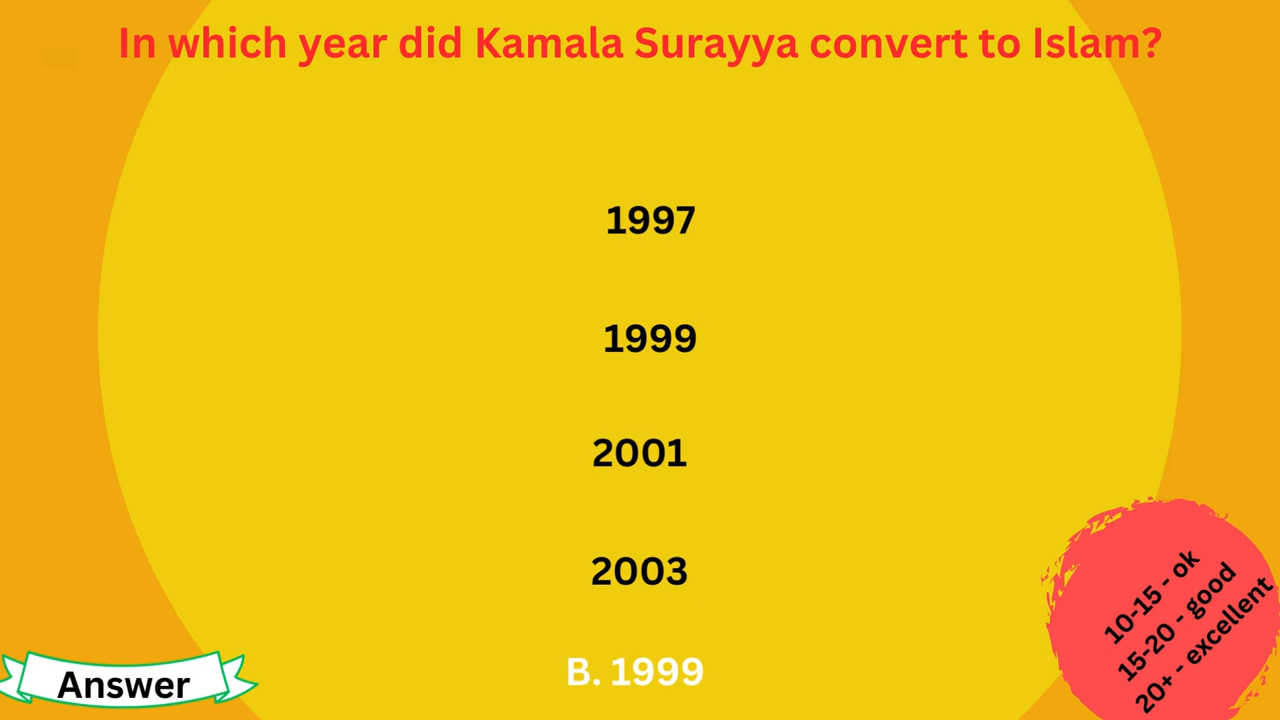 In which year did Kamala Surayya convert to Islam?
1997
1999
2001
2003
B. 1999
Answer
10-15 - ok
15-20 - good
20+ - excellent